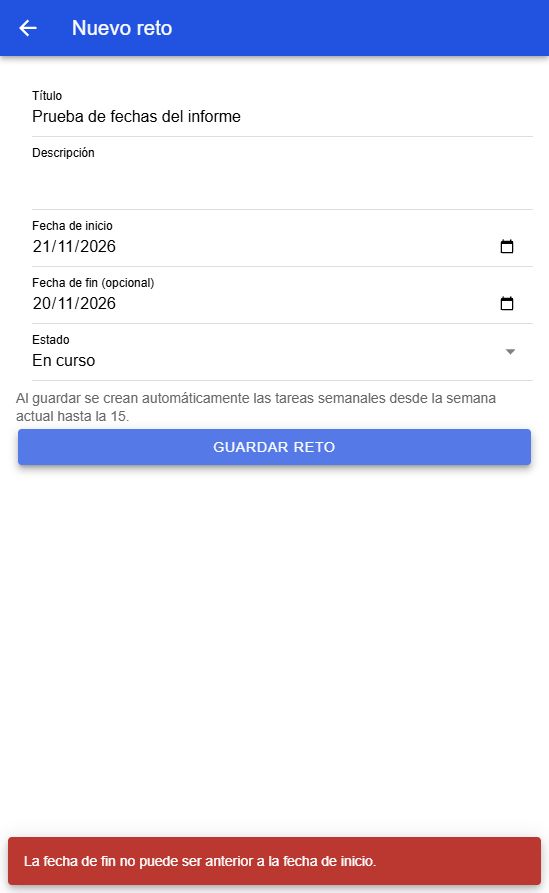 Nuevo reto
Título
Prueba de fechas del informe
Descripción
Fecha de inicio
21/11/2026
Fecha de fin (opcional)
20/11/2026
Estado
En curso
Al guardar se crean automáticamente las tareas semanales desde la semana
actual hasta la 15.
GUARDAR RETO
La fecha de fin no puede ser anterior a la fecha de inicio.